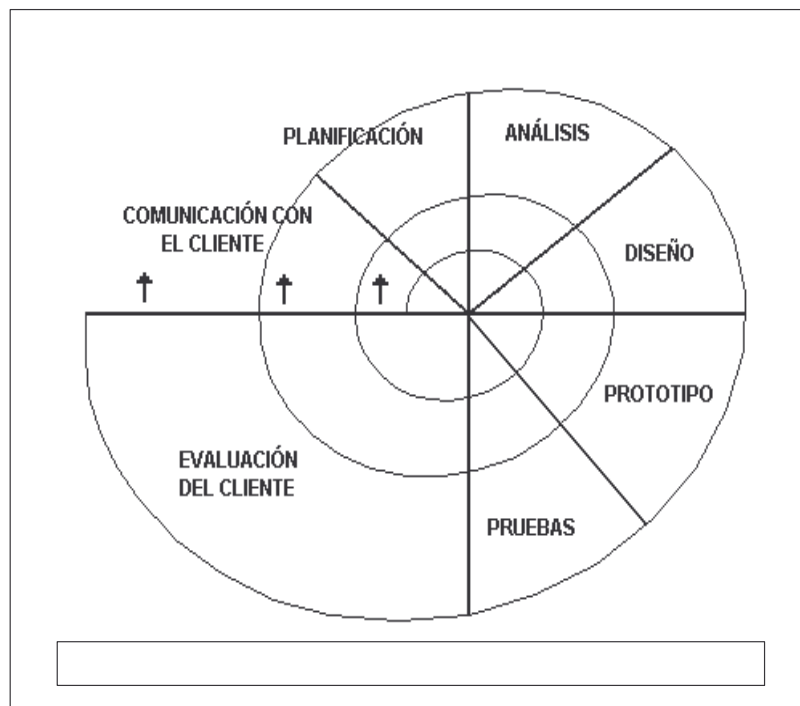 PLANIFICACIÓN
ANÁLISIS
COMUNICACIÓN CON
EL CLIENTE
DISEÑO
PROTOTIPO
EVALUACIÓN
DEL CLIENTE
PRUEBAS